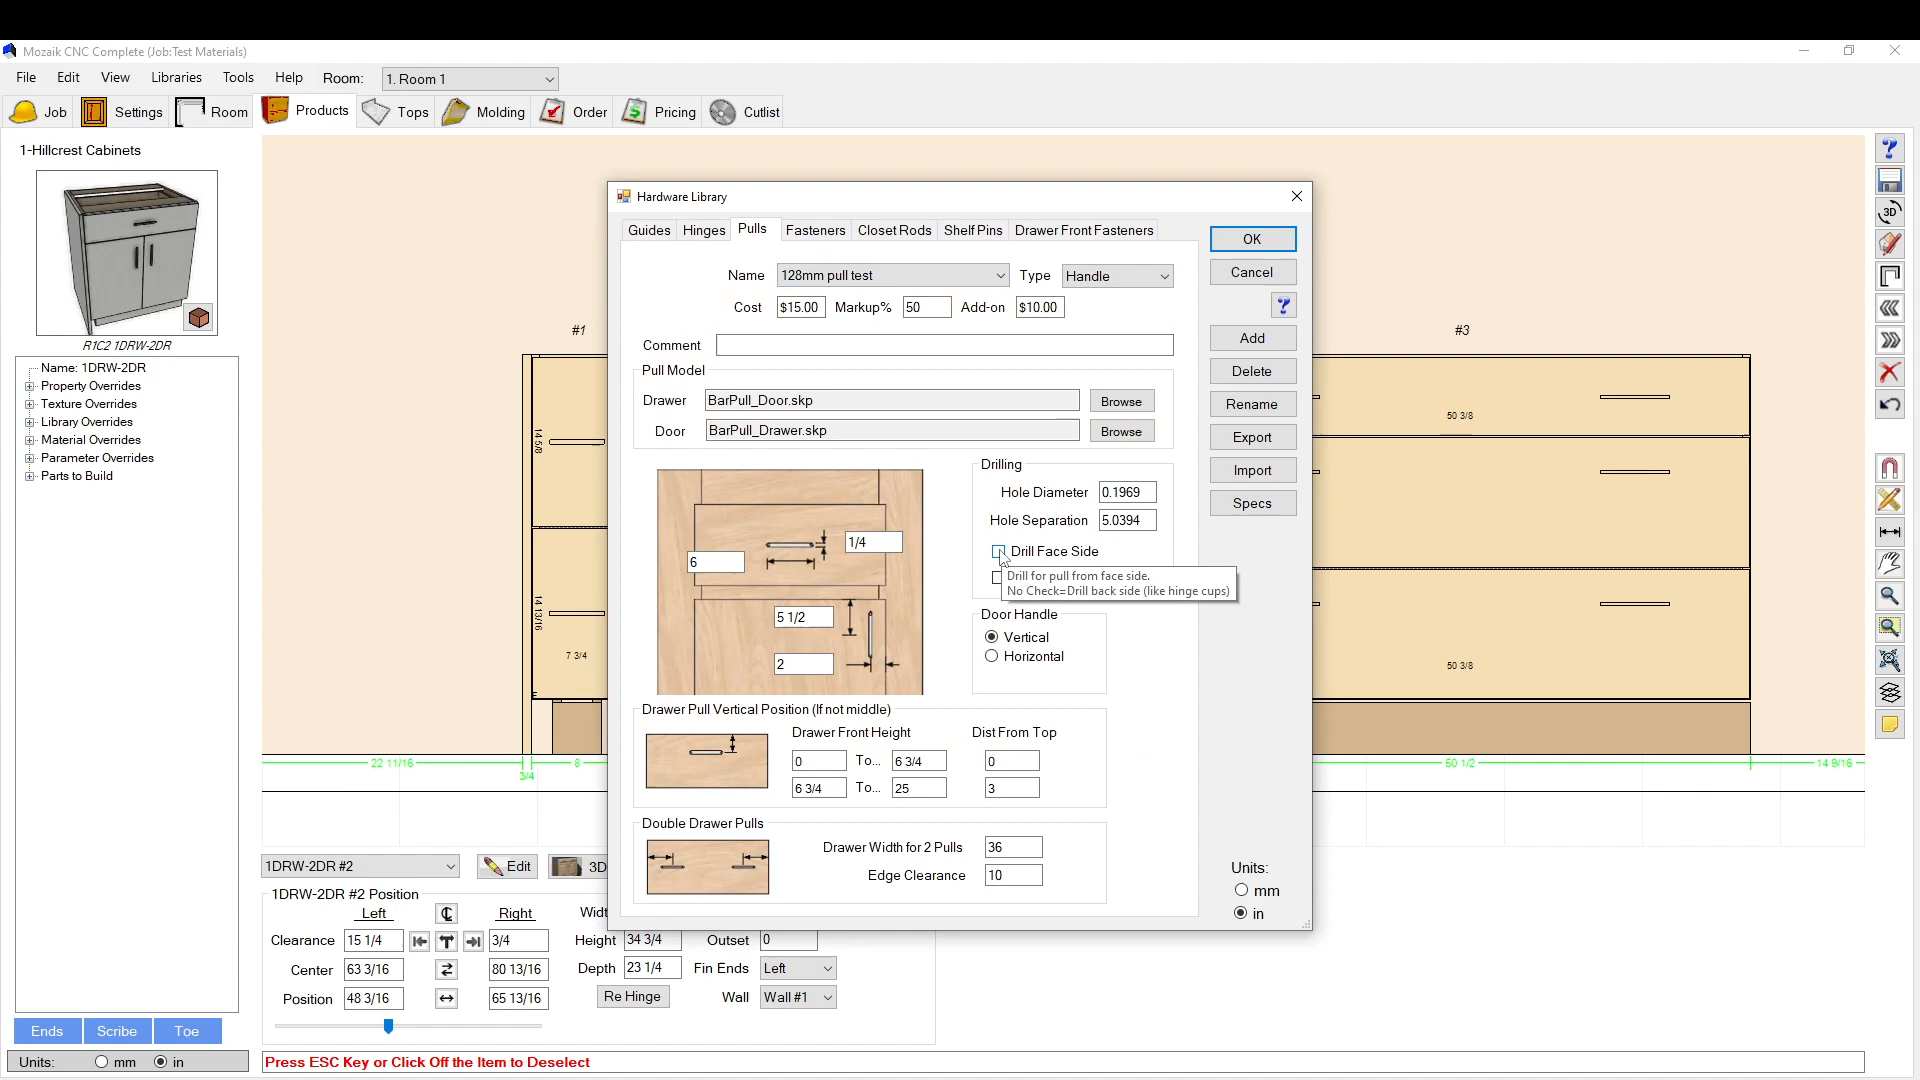 Mozaik CNC Complete (Job:Test Materials)
File Edit View Libraries Tools Help Room: 1. Room 1
Job Settings Room Products Tops Molding Order Pricing Cutlist
1-Hillcrest Cabinets
R1C2 1DRW-2DR
Name: 1DRW-2DR
Property Overrides
Texture Overrides
Library Overrides
Material Overrides
Parameter Overrides
Parts to Build
Ends Scribe Toe
Units: mm in
#1
14 5/8
14 13/16
7 3/4
22 11/16
3/4
8
#3
50 3/8
50 3/8
50 1/2
14 9/16
3D
Hardware Library
Guides Hinges Pulls Fasteners Closet Rods Shelf Pins Drawer Front Fasteners
Name 128mm pull test Type Handle
Cost $15.00 Markup% 50 Add-on $10.00
Comment
Pull Model
Drawer BarPull_Door.skp Browse
Door BarPull_Drawer.skp Browse
6
1/4
5 1/2
2
Drilling
Hole Diameter 0.1969
Hole Separation 5.0394
Drill Face Side
Drill for pull from face side.
No Check=Drill back side (like hinge cups)
Door Handle
Vertical
Horizontal
Drawer Pull Vertical Position (If not middle)
Drawer Front Height Dist From Top
0 To... 6 3/4 0
6 3/4 To... 25 3
Double Drawer Pulls
Drawer Width for 2 Pulls 36
Edge Clearance 10
OK
Cancel
Add
Delete
Rename
Export
Import
Specs
Units:
mm
in
1DRW-2DR #2 Edit 3D
1DRW-2DR #2 Position
Left Right
Clearance 15 1/4 3/4 Height 34 3/4 Outset 0
Center 63 3/16 80 13/16 Depth 23 1/4 Fin Ends Left
Position 48 3/16 65 13/16 Re Hinge Wall Wall #1
Press ESC Key or Click Off the Item to Deselect